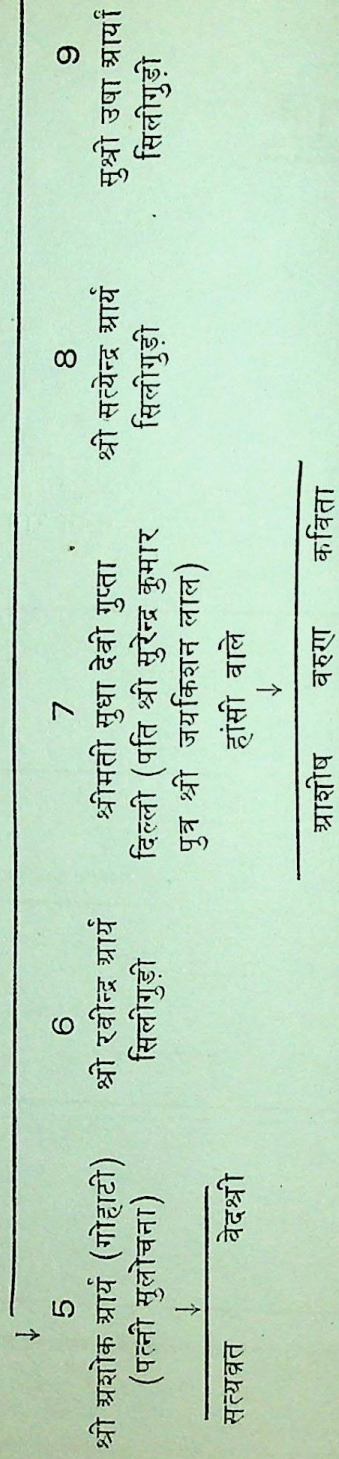 ↓
5
श्री अशोक आर्य (गोहाटी)
(पत्नी सुलोचना)
↓
सत्यव्रत वेदश्री
6
श्री रवीन्द्र आर्य
सिलीगुड़ी
7
श्रीमती सुधा देवी गुप्ता
दिल्ली (पति श्री सुरेन्द्र कुमार
पुत्र श्री जयकिशन लाल)
हांसी वाले
↓
आशीष वरुण कविता
8
श्री सत्येन्द्र आर्य
सिलीगुड़ी
9
सुश्री उषा आर्या
सिलीगुड़ी